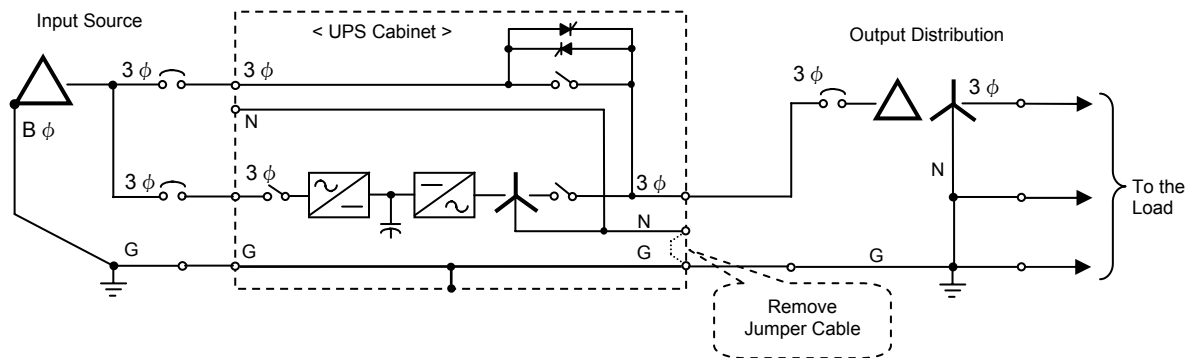 Input Source
< UPS Cabinet >
Output Distribution
3 ϕ
3 ϕ
3 ϕ
3 ϕ
B ϕ
N
3 ϕ
3 ϕ
3 ϕ
N
To the
Load
N
G
G
G
G
Remove
Jumper Cable